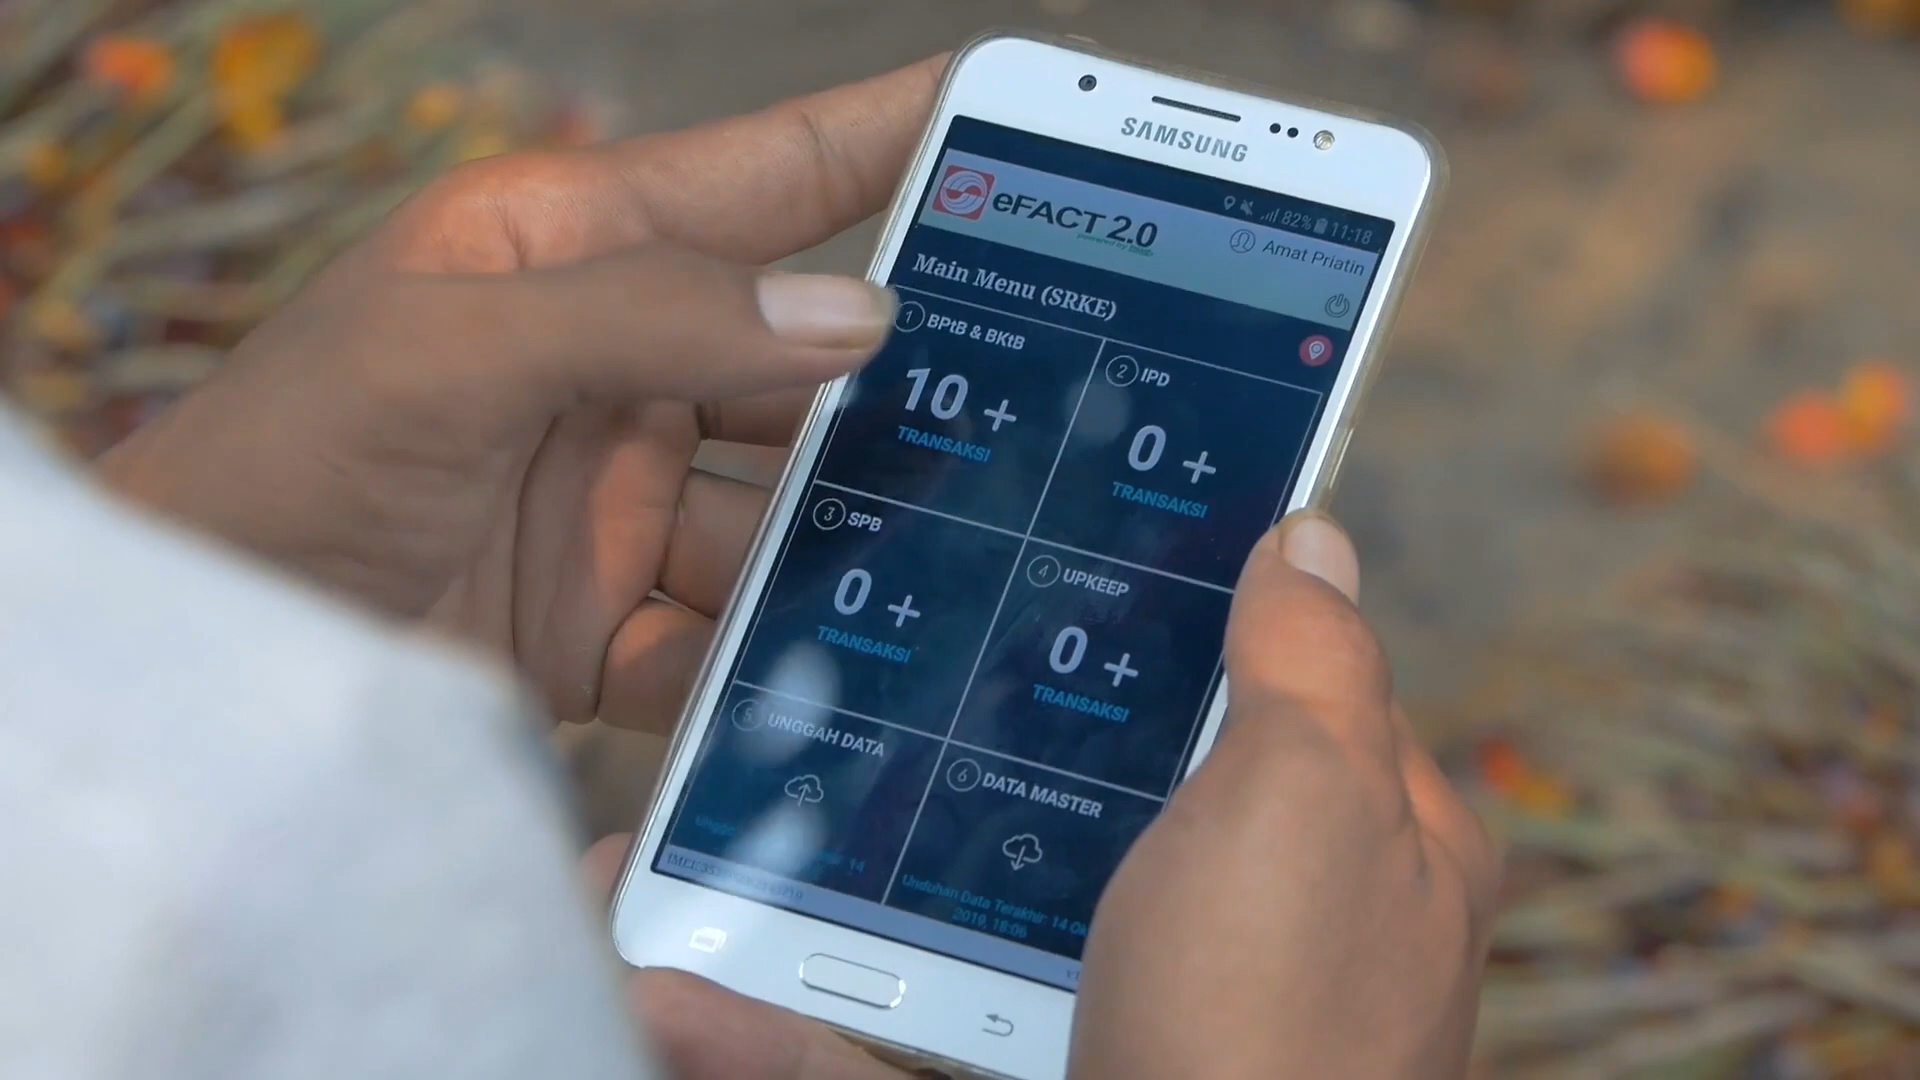 SAMSUNG
82% 11:18
eFACT 2.0
Amat Priatin
Main Menu (SRKE)
1 BPtB & BKtB
10 +
TRANSAKSI
2 IPD
0 +
TRANSAKSI
3 SPB
0 +
TRANSAKSI
4 UPKEEP
0 +
TRANSAKSI
5 UNGGAH DATA
14
6 DATA MASTER
Unduhan Data Terakhir: 14 Ok
2019, 18:06